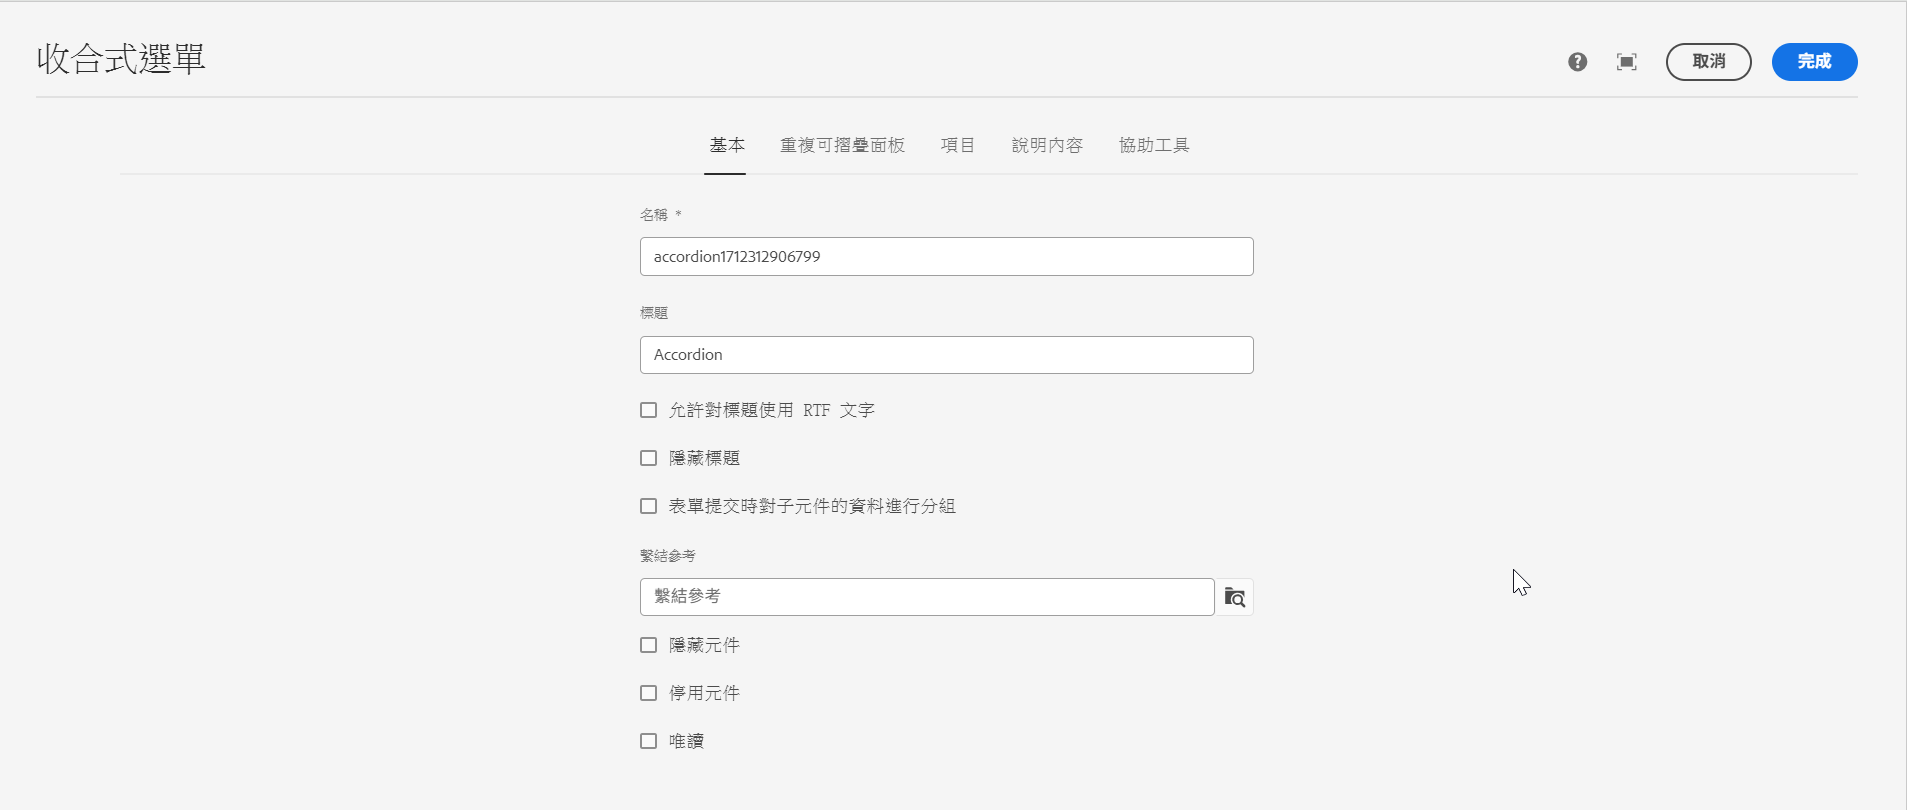 收合式選單
取消
完成
基本 重複可摺疊面板 項目 說明內容 協助工具
名稱 *
accordion1712312906799
標題
Accordion
允許對標題使用 RTF 文字
隱藏標題
表單提交時對子元件的資料進行分組
繫結參考
繫結參考
隱藏元件
停用元件
唯讀